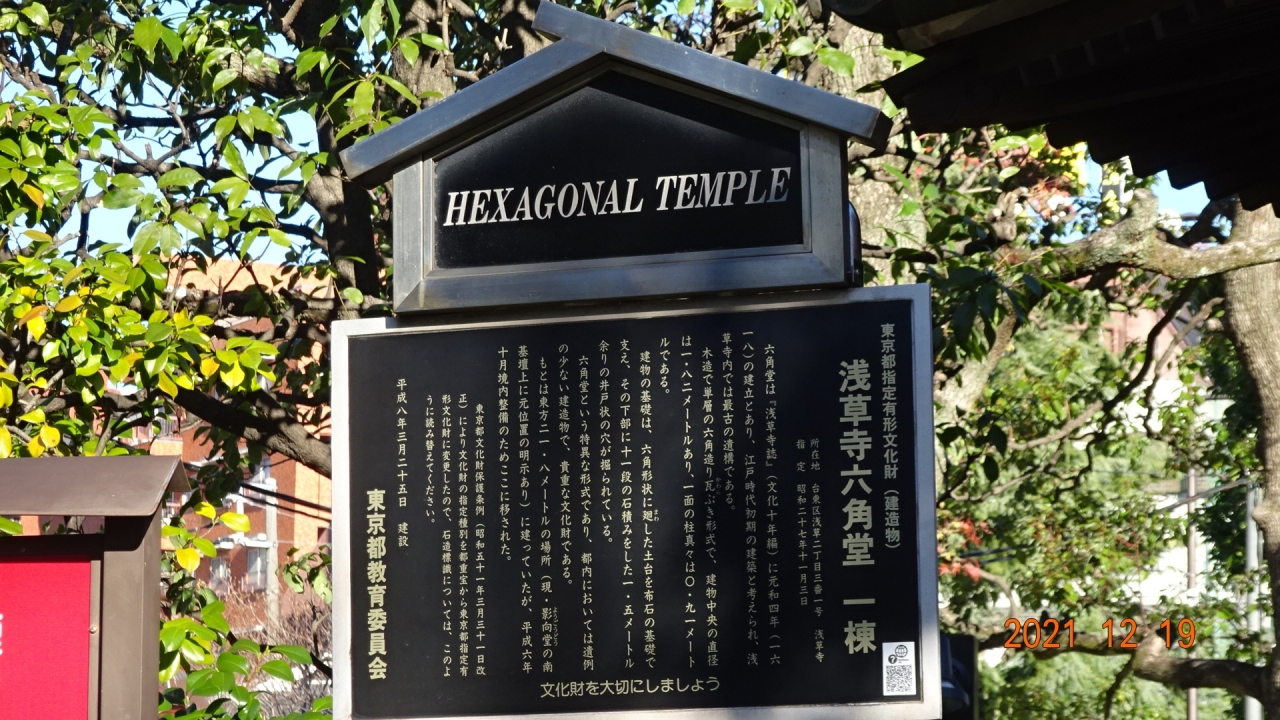 HEXAGONAL TEMPLE
東京都指定有形文化財（建造物）
浅草寺六角堂 一棟
所在地 台東区浅草二丁目三番一号 浅草寺
指 定 昭和二十七年十一月三日
六角堂は『浅草寺誌』（文化十年編）に元和四年（一六
一八）の建立とあり、江戸時代初期の建築と考えられ、浅
草寺内では最古の遺構である。
木造で単層の六角造り瓦ぶき形式で、建物中央の直径
は一・八二メートルあり、一面の柱真々は〇・九一メート
ルである。
建物の基礎は、六角形状に廻した土台を布石の基礎で
支え、その下部に十一段の石積みをした一・五メートル
余りの井戸状の穴が掘られている。
六角堂という特異な形式であり、都内においては遺例
の少ない建造物で、貴重な文化財である。
もとは東方二一・八メートルの場所（現・影向堂の南
基壇上に元位置の明示あり）に建っていたが、平成六年
十月境内整備のためここに移された。
東京都文化財保護条例（昭和五十一年三月三十一日改
正）により文化財の指定種別を都重宝から東京都指定有
形文化財に変更したので、石造標識については、このよ
うに読み替えてください。
平成八年三月二十五日 建設
東京都教育委員会
文化財を大切にしましょう
2021 12 19